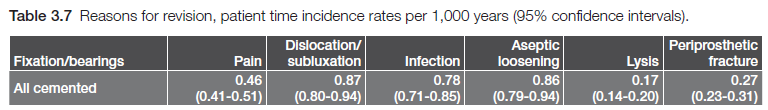 Table 3.7 Reasons for revision, patient time incidence rates per 1,000 years (95% confidence intervals).
Fixation/bearings Pain Dislocation/ subluxation Infection Aseptic loosening Lysis Periprosthetic fracture
All cemented 0.46 0.87 0.78 0.86 0.17 0.27
(0.41-0.51) (0.80-0.94) (0.71-0.85) (0.79-0.94) (0.14-0.20) (0.23-0.31)